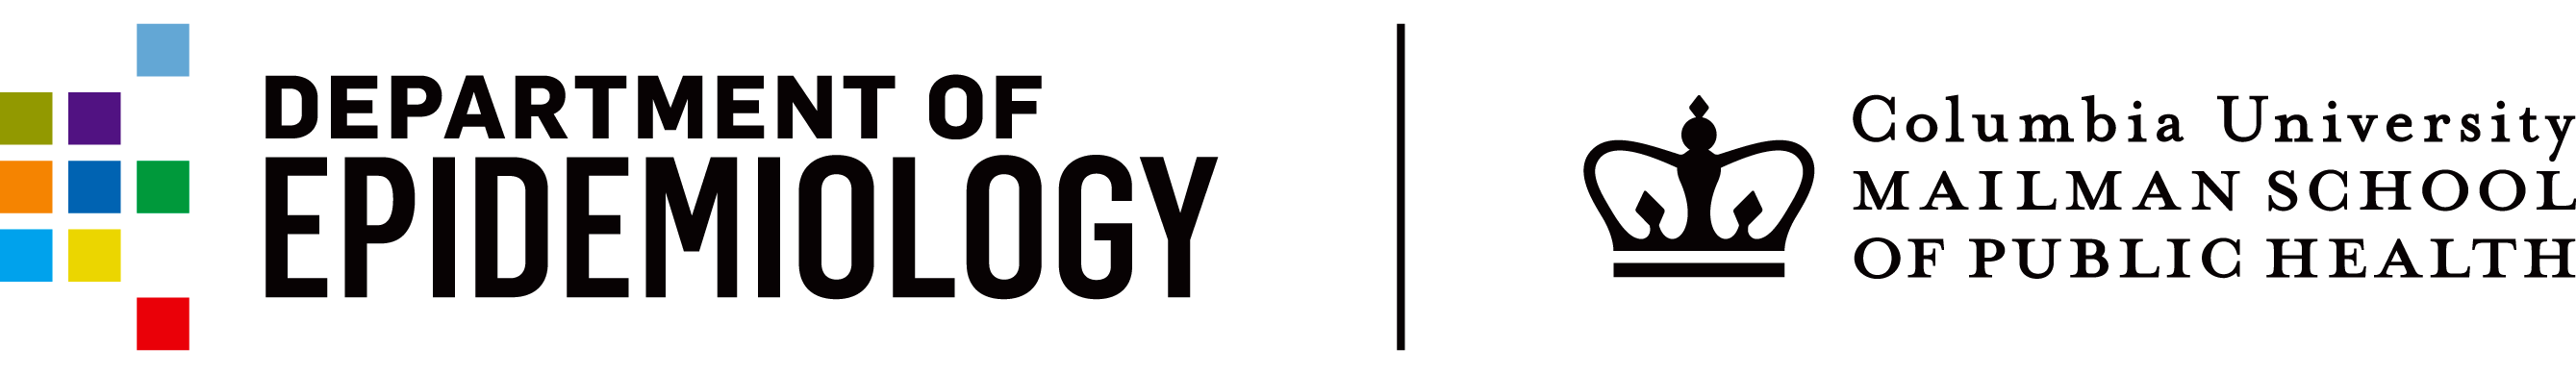 DEPARTMENT OF
EPIDEMIOLOGY
Columbia University
MAILMAN SCHOOL
OF PUBLIC HEALTH